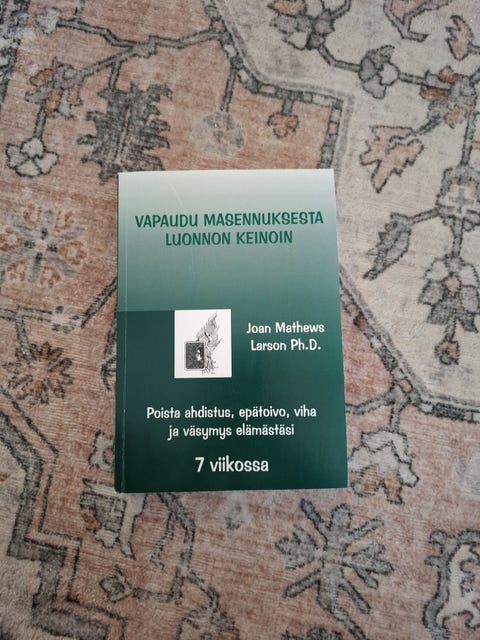 VAPAUDU MASENNUKSESTA
LUONNON KEINOIN
Joan Mathews
Larson Ph.D.
Poista ahdistus, epätoivo, viha
ja väsymys elämästäsi
7 viikossa